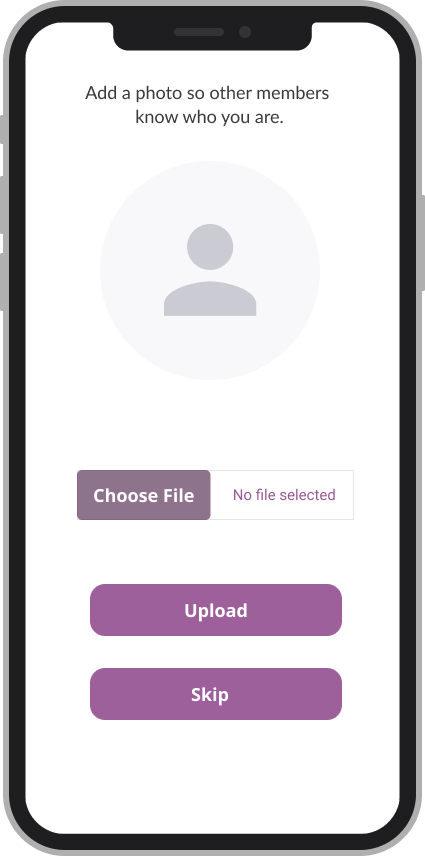 Add a photo so other members
know who you are.
Choose File
No file selected
Upload
Skip